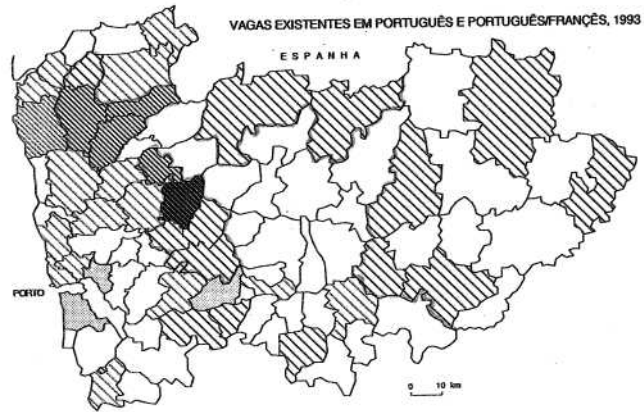 VAGAS EXISTENTES EM PORTUGUÊS E PORTUGUÊS/FRANÇÊS, 1993
ESPANHA
PORTO
0 10 km